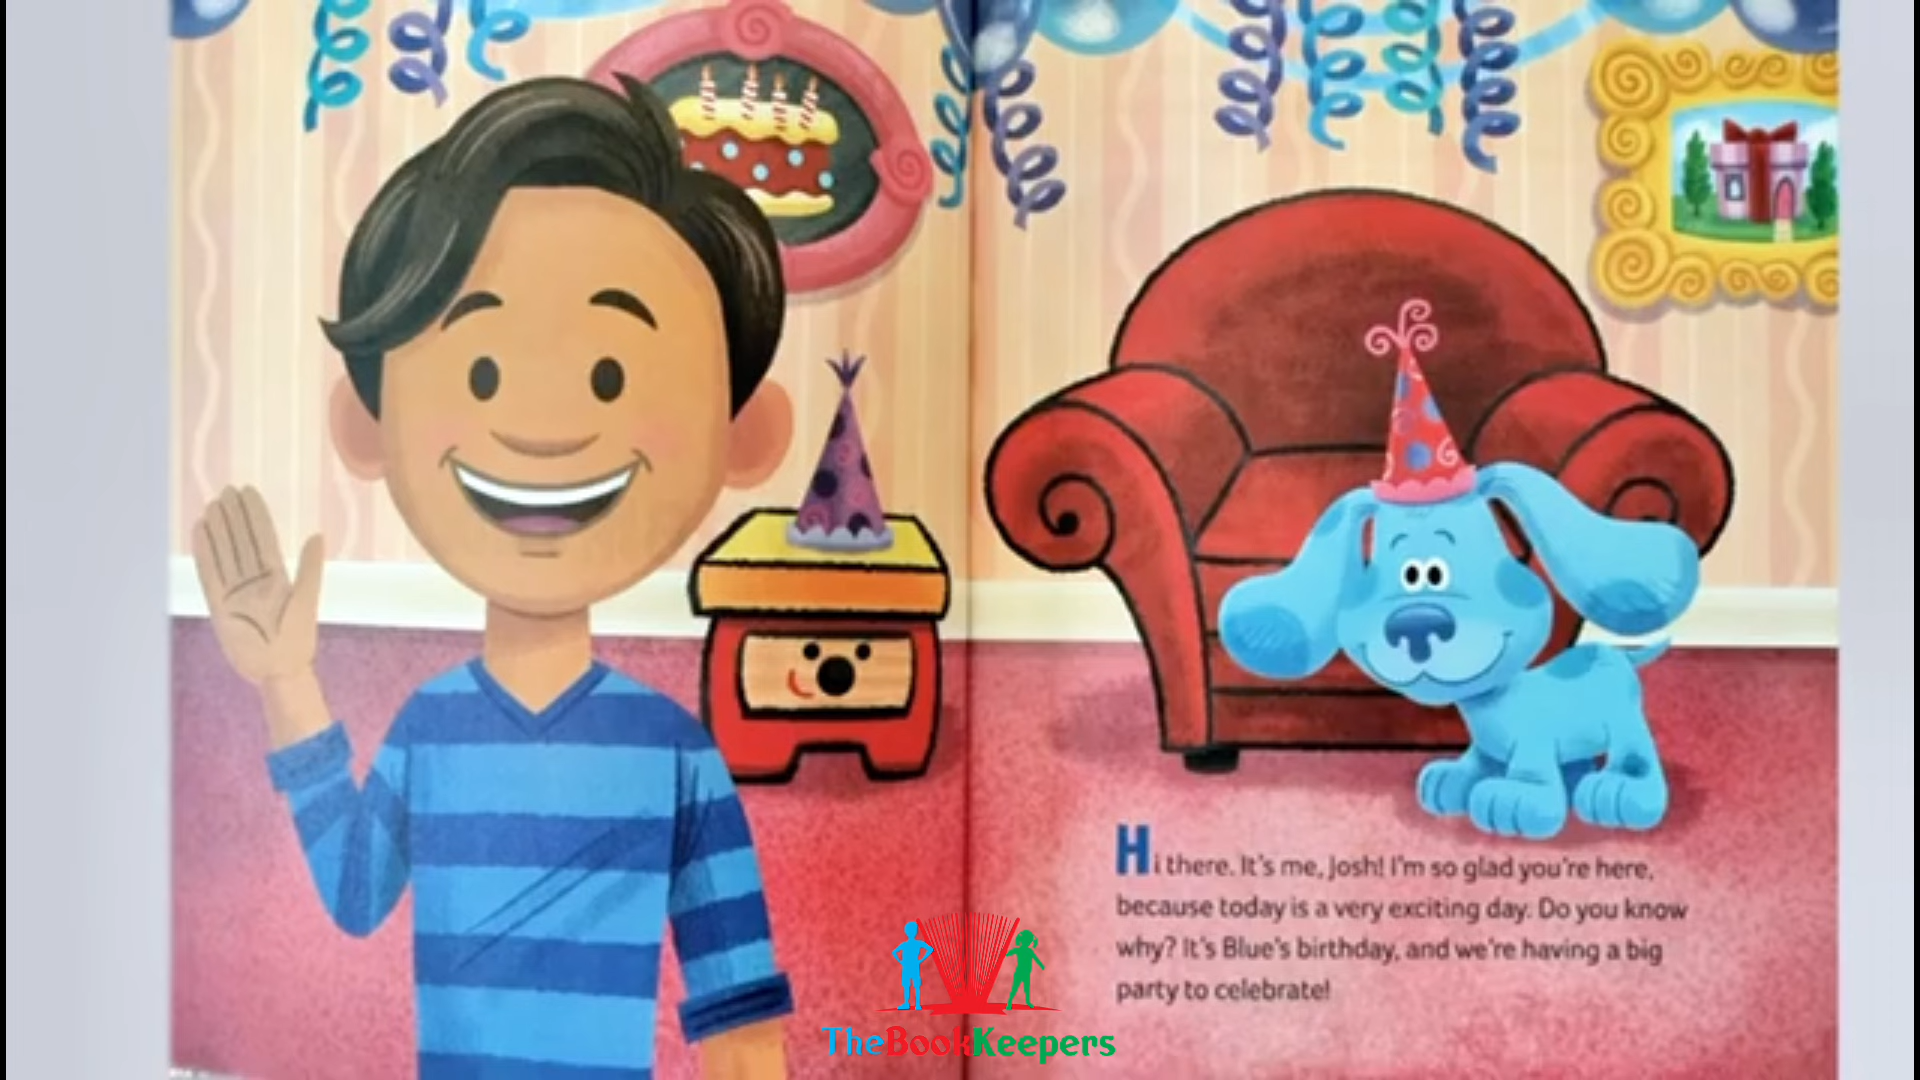 Hi there. It's me, Josh! I'm so glad you're here,
because today is a very exciting day. Do you know
why? It's Blue's birthday, and we're having a big
party to celebrate!
TheBookKeepers